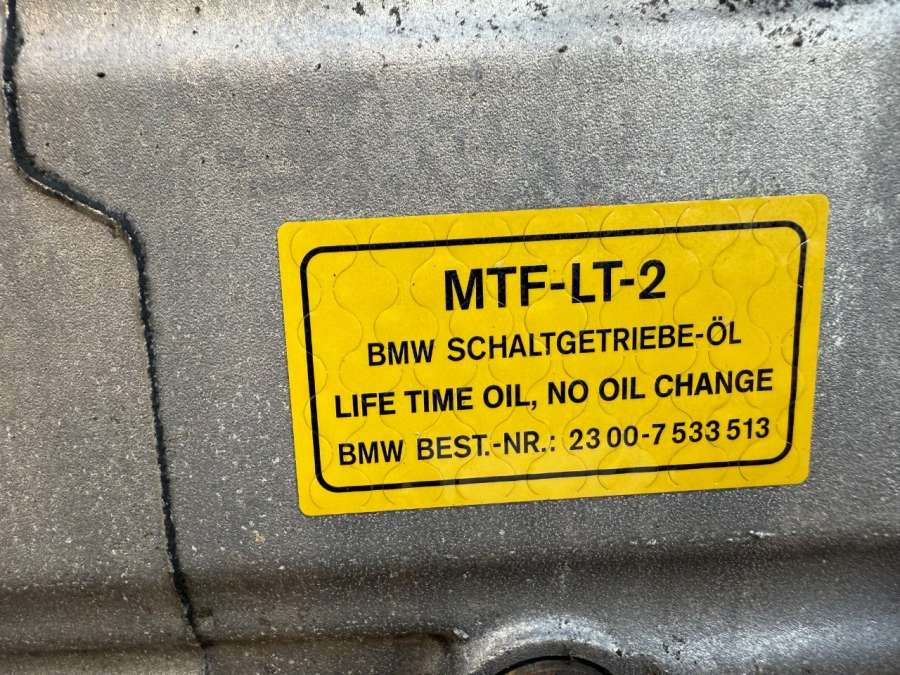 MTF-LT-2
BMW SCHALTGETRIEBE-ÖL
LIFE TIME OIL, NO OIL CHANGE
BMW BEST.-NR.: 23 00-7 533 513